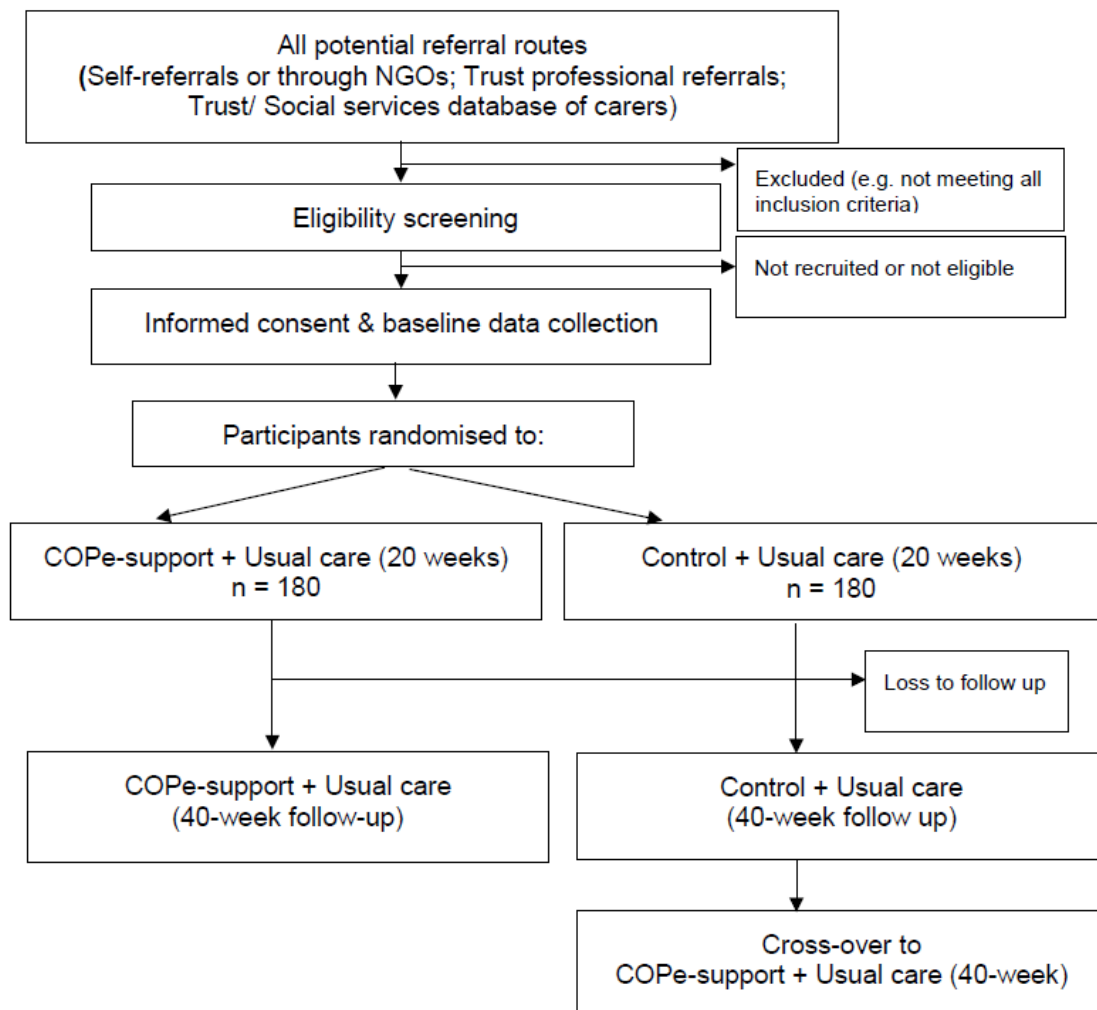 All potential referral routes
(Self-referrals or through NGOs; Trust professional referrals;
Trust/ Social services database of carers)
Excluded (e.g. not meeting all
inclusion criteria)
Eligibility screening
Not recruited or not eligible
Informed consent & baseline data collection
Participants randomised to:
COPe-support + Usual care (20 weeks)
n = 180
Control + Usual care (20 weeks)
n = 180
Loss to follow up
COPe-support + Usual care
(40-week follow-up)
Control + Usual care
(40-week follow up)
Cross-over to
COPe-support + Usual care (40-week)